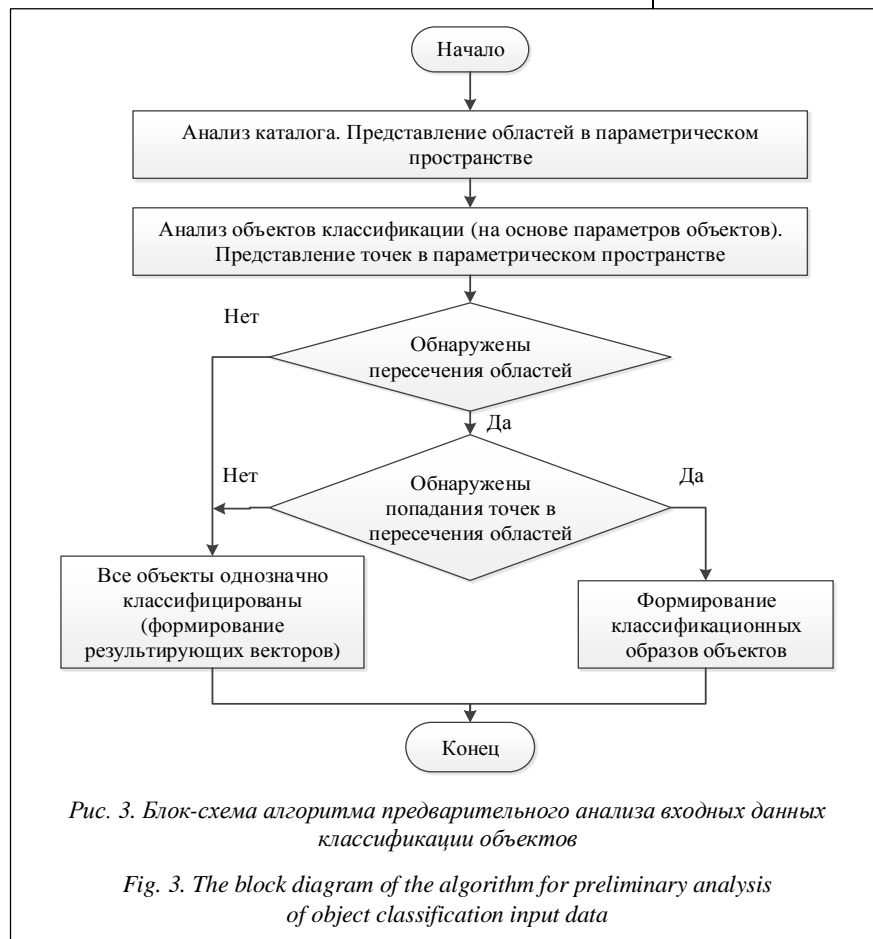 Начало
Анализ каталога. Представление областей в параметрическом
пространстве
Анализ объектов классификации (на основе параметров объектов).
Представление точек в параметрическом пространстве
Нет
Обнаружены
пересечения областей
Да
Нет
Обнаружены
попадания точек в
пересечения областей
Да
Все объекты однозначно
классифицированы
(формирование
результирующих векторов)
Формирование
классификационных
образов объектов
Конец
Рис. 3. Блок-схема алгоритма предварительного анализа входных данных
классификации объектов
Fig. 3. The block diagram of the algorithm for preliminary analysis
of object classification input data